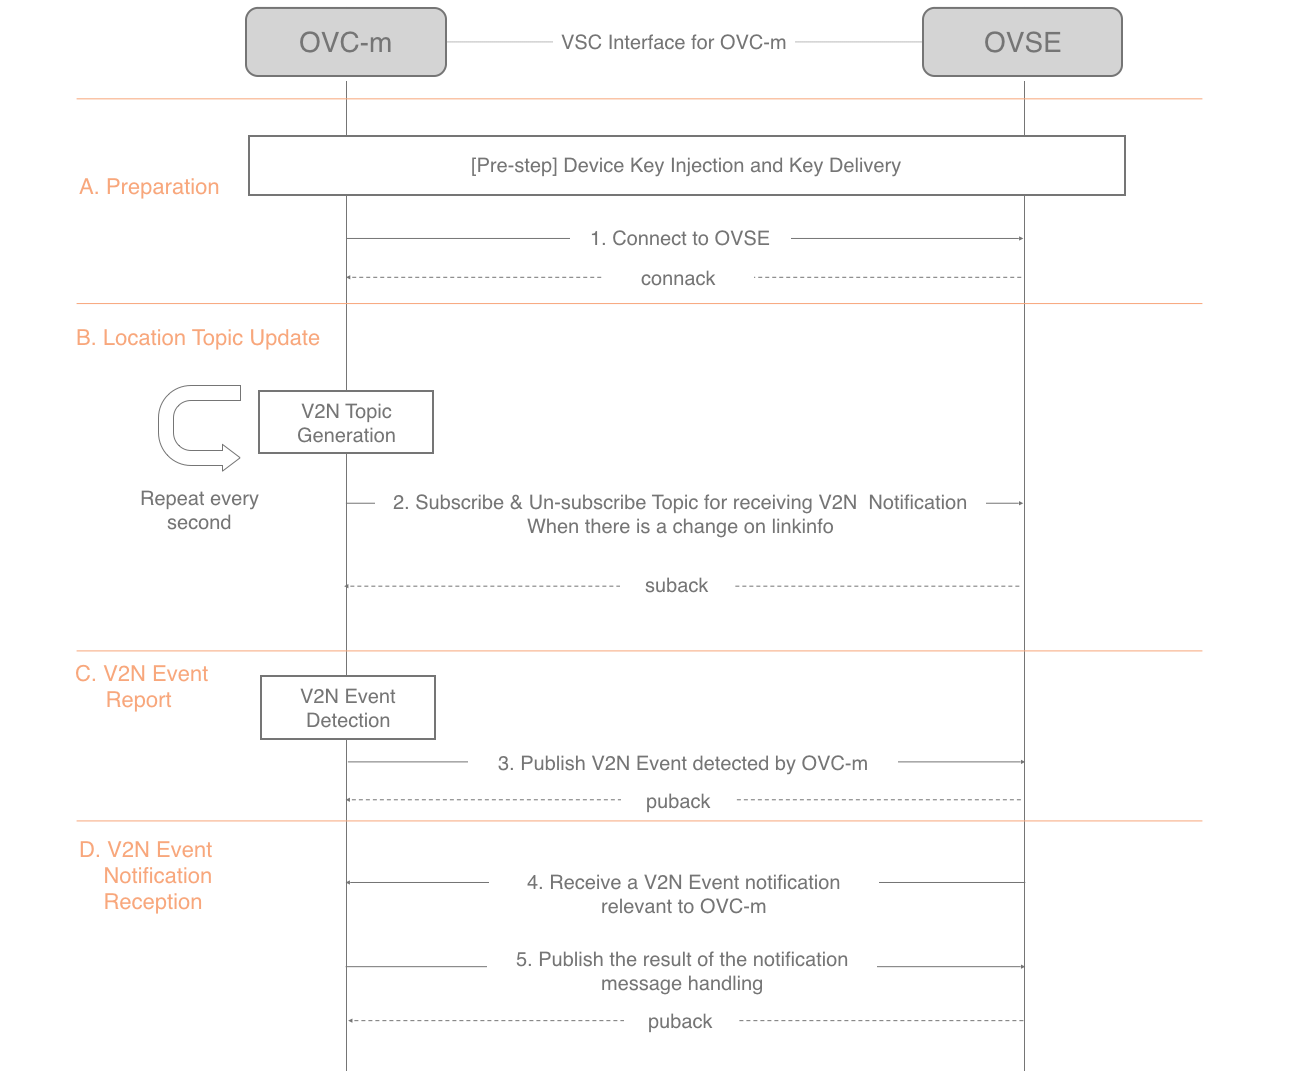 OVC-m
VSC Interface for OVC-m
OVSE
[Pre-step] Device Key Injection and Key Delivery
A. Preparation
1. Connect to OVSE
connack
B. Location Topic Update
V2N Topic
Generation
Repeat every
second
2. Subscribe & Un-subscribe Topic for receiving V2N Notification
When there is a change on linkinfo
suback
C. V2N Event
Report
V2N Event
Detection
3. Publish V2N Event detected by OVC-m
puback
D. V2N Event
Notification
Reception
4. Receive a V2N Event notification
relevant to OVC-m
5. Publish the result of the notification
message handling
puback